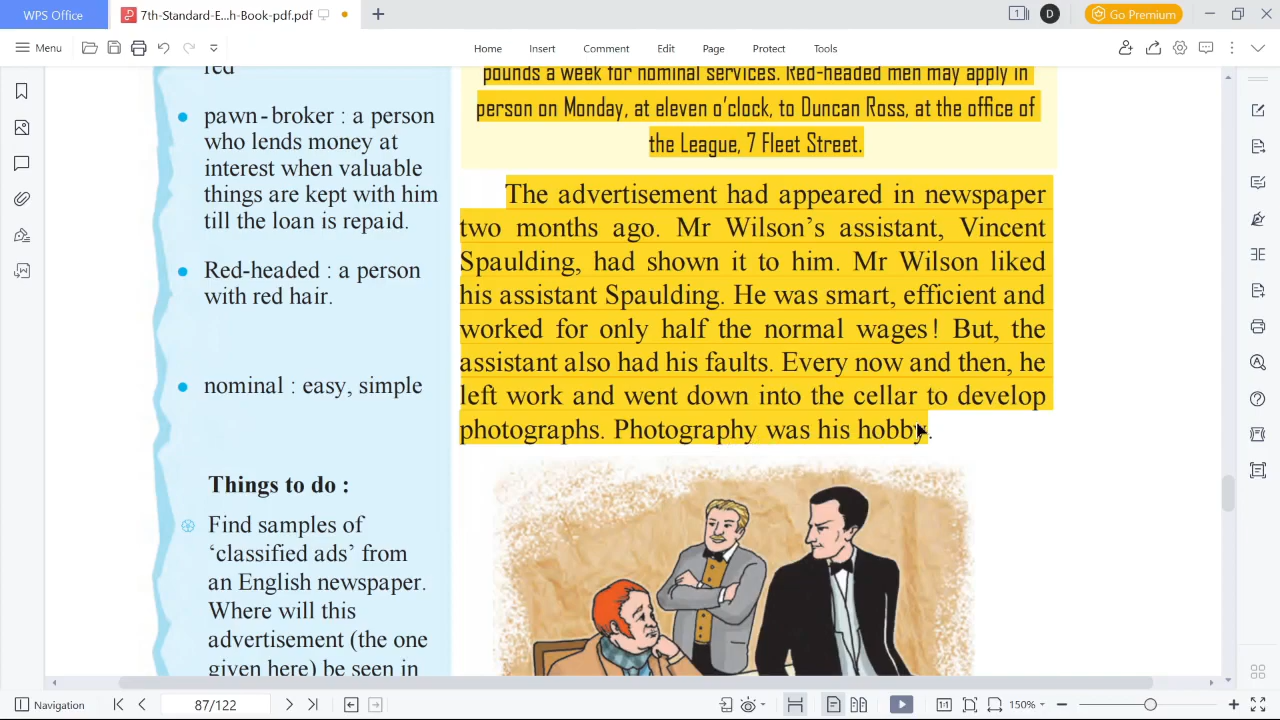 WPS Office
7th-Standard-E...h-Book-pdf.pdf
1
D
Go Premium
Menu
Home
Insert
Comment
Edit
Page
Protect
Tools
red
pawn-broker : a person
who lends money at
interest when valuable
things are kept with him
till the loan is repaid.
Red-headed : a person
with red hair.
nominal : easy, simple
Things to do :
Find samples of
‘classified ads’ from
an English newspaper.
Where will this
advertisement (the one
given here) be seen in
pounds a week for nominal services. Red-headed men may apply in
person on Monday, at eleven o’clock, to Duncan Ross, at the office of
the League, 7 Fleet Street.
The advertisement had appeared in newspaper
two months ago. Mr Wilson’s assistant, Vincent
Spaulding, had shown it to him. Mr Wilson liked
his assistant Spaulding. He was smart, efficient and
worked for only half the normal wages! But, the
assistant also had his faults. Every now and then, he
left work and went down into the cellar to develop
photographs. Photography was his hobby.
Navigation
87/122
1:1
150%